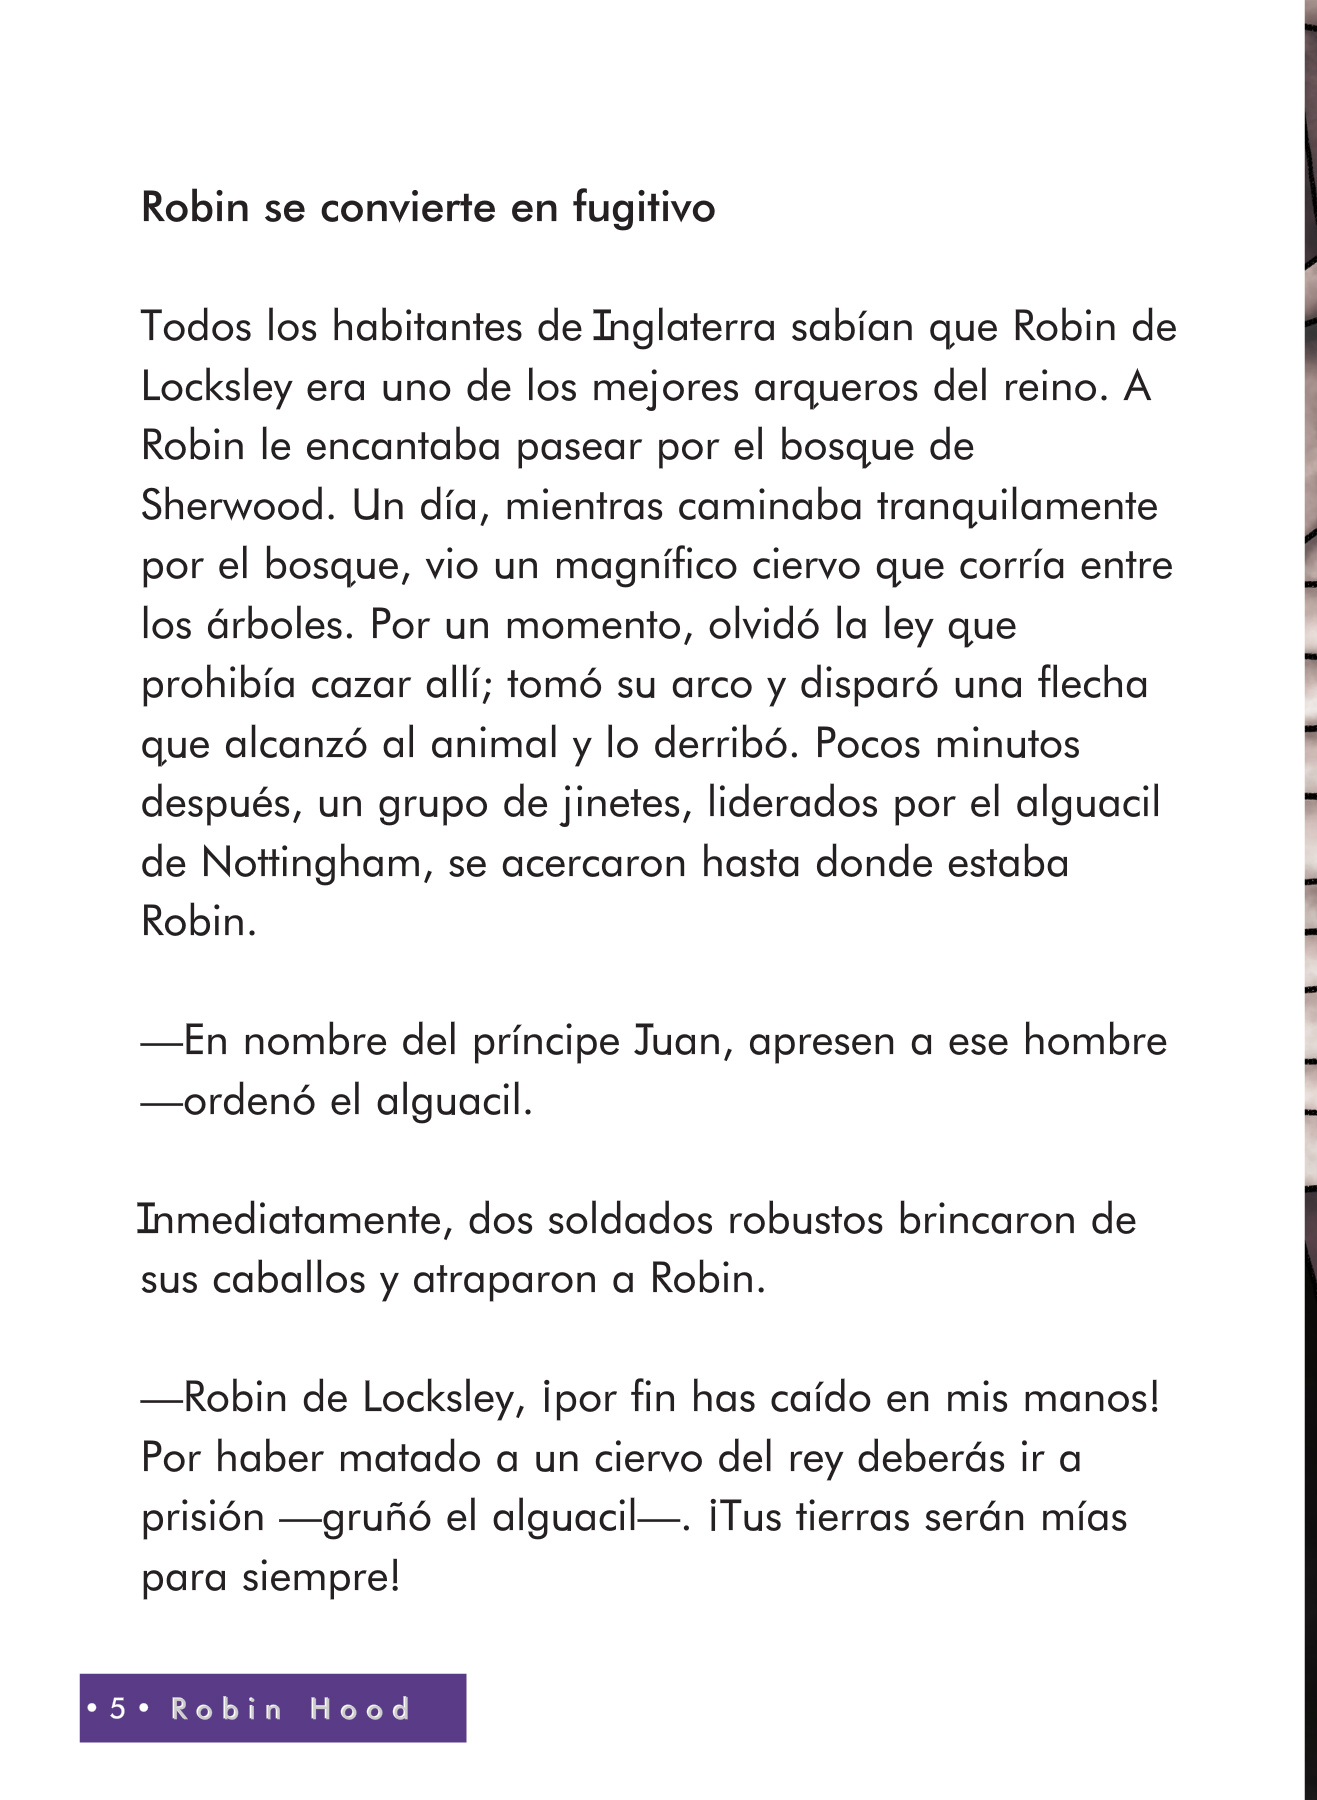 Robin se convierte en fugitivo
Todos los habitantes de Inglaterra sabían que Robin de
Locksley era uno de los mejores arqueros del reino. A
Robin le encantaba pasear por el bosque de
Sherwood. Un día, mientras caminaba tranquilamente
por el bosque, vio un magnífico ciervo que corría entre
los árboles. Por un momento, olvidó la ley que
prohibía cazar allí; tomó su arco y disparó una flecha
que alcanzó al animal y lo derribó. Pocos minutos
después, un grupo de jinetes, liderados por el alguacil
de Nottingham, se acercaron hasta donde estaba
Robin.
—En nombre del príncipe Juan, apresen a ese hombre
—ordenó el alguacil.
Inmediatamente, dos soldados robustos brincaron de
sus caballos y atraparon a Robin.
—Robin de Locksley, ¡por fin has caído en mis manos!
Por haber matado a un ciervo del rey deberás ir a
prisión —gruñó el alguacil—. ¡Tus tierras serán mías
para siempre!
• 5 • Robin Hood